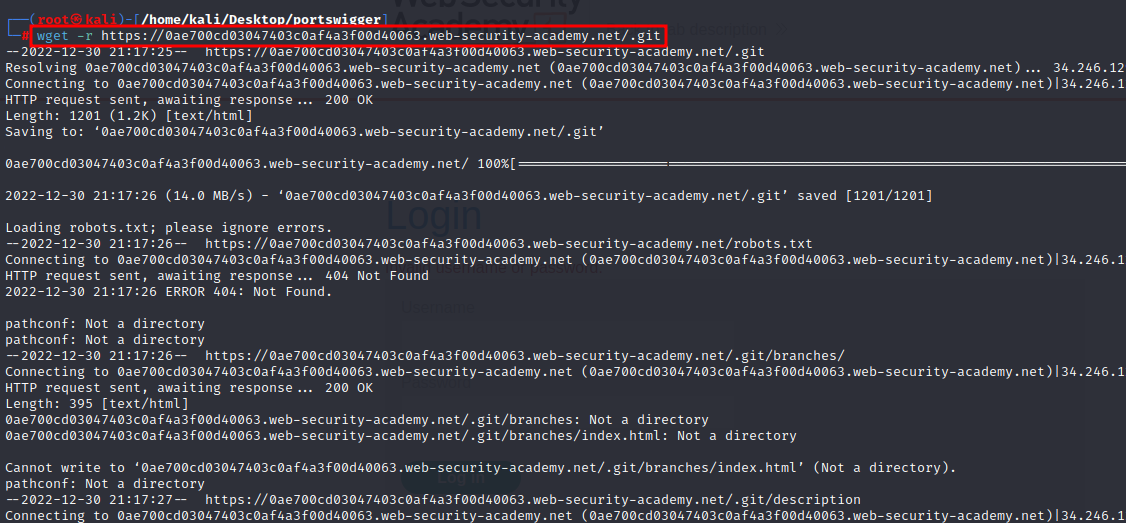 Web Security
Academy
┌──(root㉿kali)-[/home/kali/Desktop/portswigger]
└─# wget -r https://0ae700cd03047403c0af4a3f00d40063.web-security-academy.net/.git
--2022-12-30 21:17:25-- https://0ae700cd03047403c0af4a3f00d40063.web-security-academy.net/.git
Resolving 0ae700cd03047403c0af4a3f00d40063.web-security-academy.net (0ae700cd03047403c0af4a3f00d40063.web-security-academy.net)... 34.246.12
Connecting to 0ae700cd03047403c0af4a3f00d40063.web-security-academy.net (0ae700cd03047403c0af4a3f00d40063.web-security-academy.net)|34.246.1
HTTP request sent, awaiting response... 200 OK
Length: 1201 (1.2K) [text/html]
Saving to: ‘0ae700cd03047403c0af4a3f00d40063.web-security-academy.net/.git’
0ae700cd03047403c0af4a3f00d40063.web-security-academy.net/ 100%[
2022-12-30 21:17:26 (14.0 MB/s) - ‘0ae700cd03047403c0af4a3f00d40063.web-security-academy.net/.git’ saved [1201/1201]
Login
Loading robots.txt; please ignore errors.
--2022-12-30 21:17:26-- https://0ae700cd03047403c0af4a3f00d40063.web-security-academy.net/robots.txt
Connecting to 0ae700cd03047403c0af4a3f00d40063.web-security-academy.net (0ae700cd03047403c0af4a3f00d40063.web-security-academy.net)|34.246.1
HTTP request sent, awaiting response... 404 Not Found
username or password
2022-12-30 21:17:26 ERROR 404: Not Found.
pathconf: Not a directory
pathconf: Not a directory
--2022-12-30 21:17:26-- https://0ae700cd03047403c0af4a3f00d40063.web-security-academy.net/.git/branches/
Connecting to 0ae700cd03047403c0af4a3f00d40063.web-security-academy.net (0ae700cd03047403c0af4a3f00d40063.web-security-academy.net)|34.246.1
HTTP request sent, awaiting response... 200 OK
Length: 395 [text/html]
0ae700cd03047403c0af4a3f00d40063.web-security-academy.net/.git/branches: Not a directory
0ae700cd03047403c0af4a3f00d40063.web-security-academy.net/.git/branches/index.html: Not a directory
Cannot write to ‘0ae700cd03047403c0af4a3f00d40063.web-security-academy.net/.git/branches/index.html’ (Not a directory).
pathconf: Not a directory
Log in
--2022-12-30 21:17:27-- https://0ae700cd03047403c0af4a3f00d40063.web-security-academy.net/.git/description
Connecting to 0ae700cd03047403c0af4a3f00d40063.web-security-academy.net (0ae700cd03047403c0af4a3f00d40063.web-security-academy.net)|34.246.1